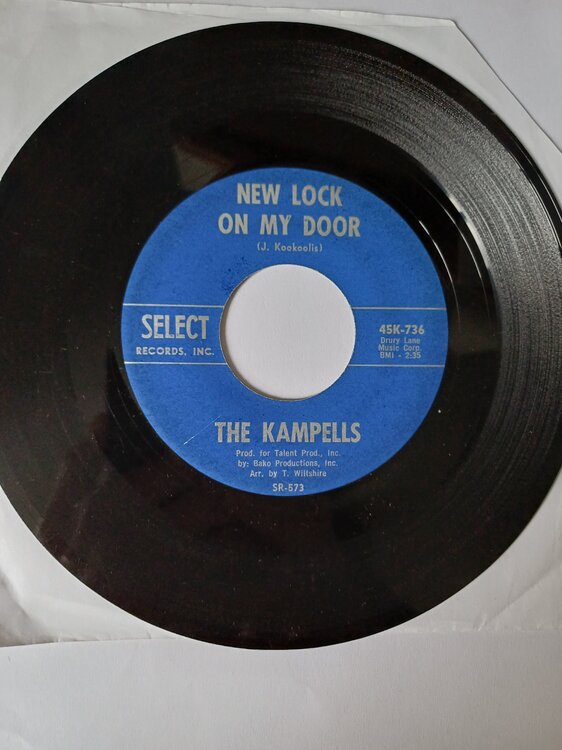 NEW LOCK
ON MY DOOR
(J. Kookoolis)
SELECT
RECORDS, INC.
45K-736
Drury Lane
Music Corp.
BMI - 2:35
THE KAMPELLS
Prod. for Talent Prod., Inc.
by: Bako Productions, Inc.
Arr. by T. Wiltshire
SR-573